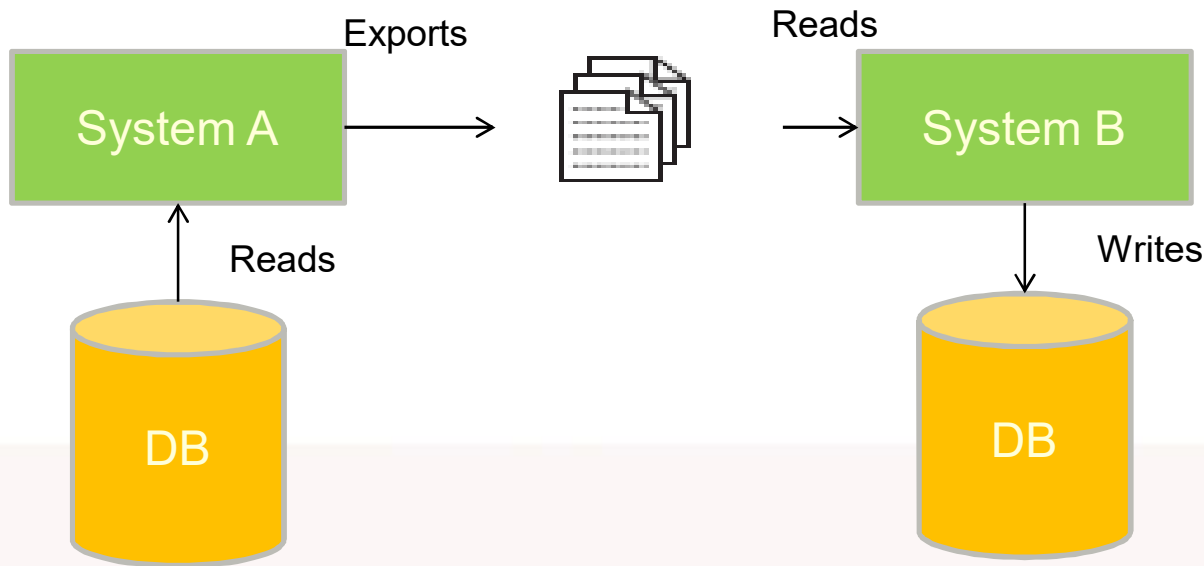 Exports
Reads
System A
System B
Reads
Writes
DB
DB